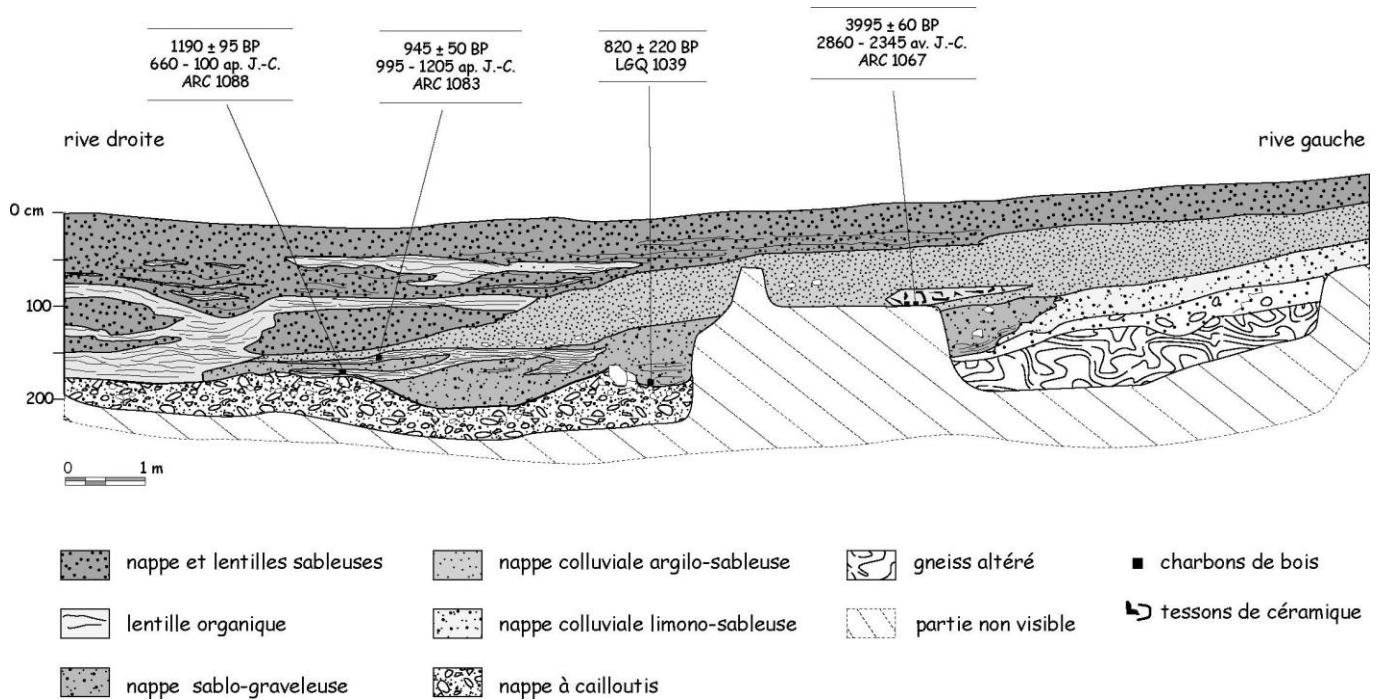 1190 ± 95 BP
660 - 100 ap. J.-C.
ARC 1088
945 ± 50 BP
995 - 1205 ap. J.-C.
ARC 1083
820 ± 220 BP
LGQ 1039
3995 ± 60 BP
2860 - 2345 av. J.-C.
ARC 1067
rive droite
rive gauche
0 cm
100
200
0 1 m
nappe et lentilles sableuses
lentille organique
nappe sablo-graveleuse
nappe colluviale argilo-sableuse
nappe colluviale limono-sableuse
nappe à cailloutis
gneiss altéré
partie non visible
charbons de bois
tessons de céramique